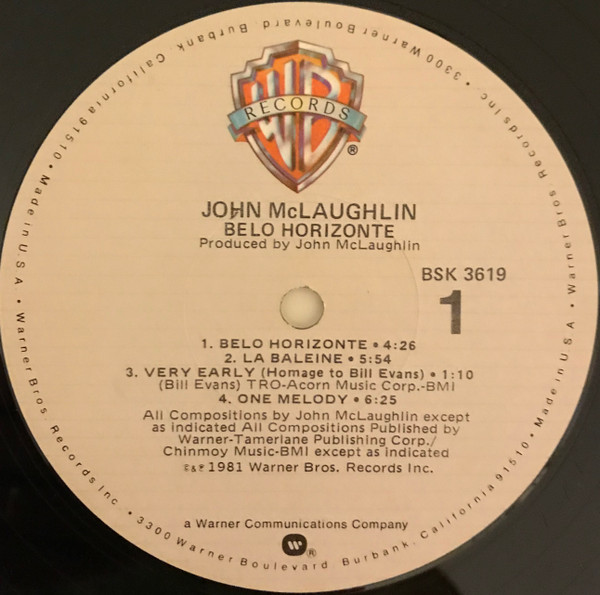 WB
RECORDS
®
JOHN McLAUGHLIN
BELO HORIZONTE
Produced by John McLaughlin
BSK 3619
1
1. BELO HORIZONTE • 4:26
2. LA BALEINE • 5:54
3. VERY EARLY (Homage to Bill Evans) • 1:10
(Bill Evans) TRO-Acorn Music Corp.-BMI
4. ONE MELODY • 6:25
All Compositions by John McLaughlin except
as indicated All Compositions Published by
Warner-Tamerlane Publishing Corp./
Chinmoy Music-BMI except as indicated
©&℗ 1981 Warner Bros. Records Inc.
a Warner Communications Company
W ®
Warner Bros. Records Inc. • 3300 Warner Boulevard Burbank, California 91510 • Made in U.S.A. •
Warner Bros. Records Inc. • 3300 Warner Boulevard, Burbank, California 91510 • Made in U.S.A. •